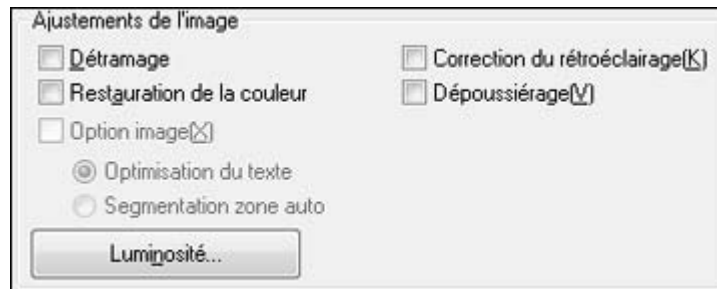 Ajustements de l'image
Détramage
Correction du rétroéclairage(K)
Restauration de la couleur
Dépoussiérage(V)
Option image(X)
Optimisation du texte
Segmentation zone auto
Luminosité...